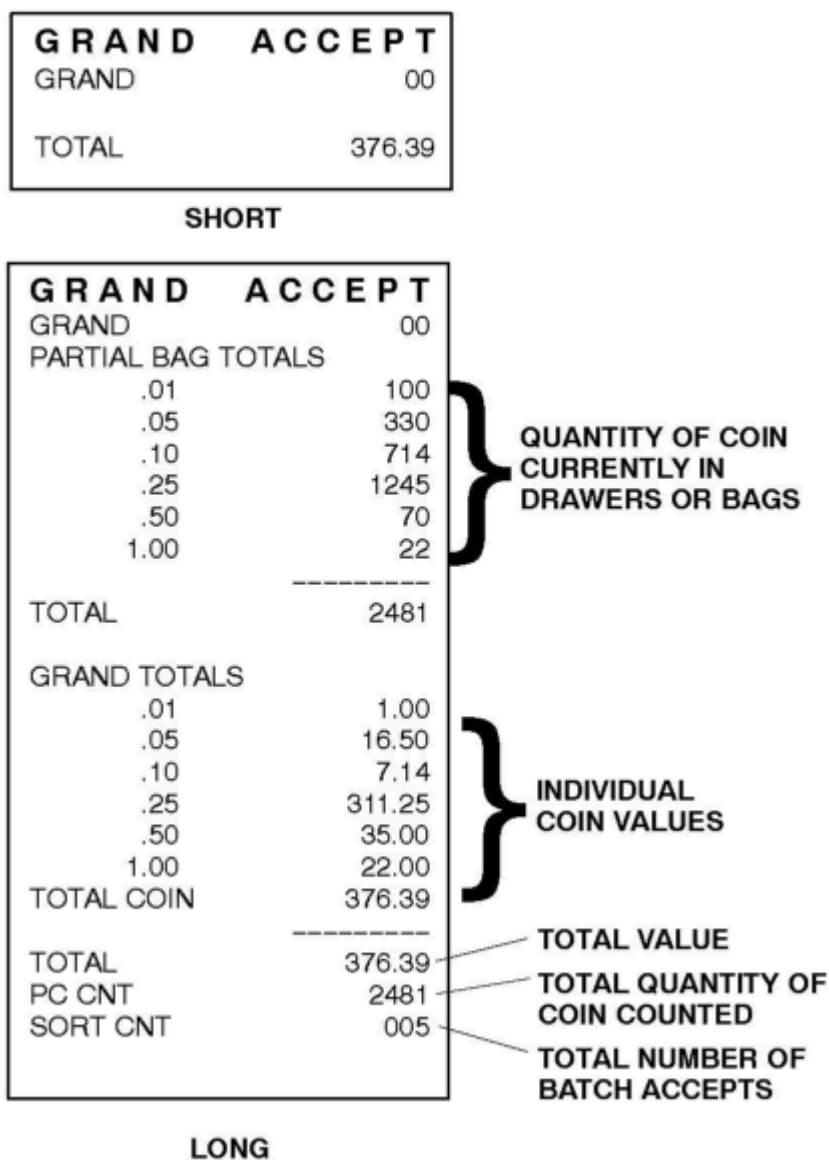 GRAND ACCEPT
GRAND 00
TOTAL 376.39
SHORT
GRAND ACCEPT
GRAND 00
PARTIAL BAG TOTALS
.01 100
.05 330
.10 714
.25 1245
.50 70
1.00 22
---------
TOTAL 2481
QUANTITY OF COIN
CURRENTLY IN
DRAWERS OR BAGS
GRAND TOTALS
.01 1.00
.05 16.50
.10 7.14
.25 311.25
.50 35.00
1.00 22.00
TOTAL COIN 376.39
---------
INDIVIDUAL
COIN VALUES
TOTAL 376.39
PC CNT 2481
SORT CNT 005
TOTAL VALUE
TOTAL QUANTITY OF
COIN COUNTED
TOTAL NUMBER OF
BATCH ACCEPTS
LONG